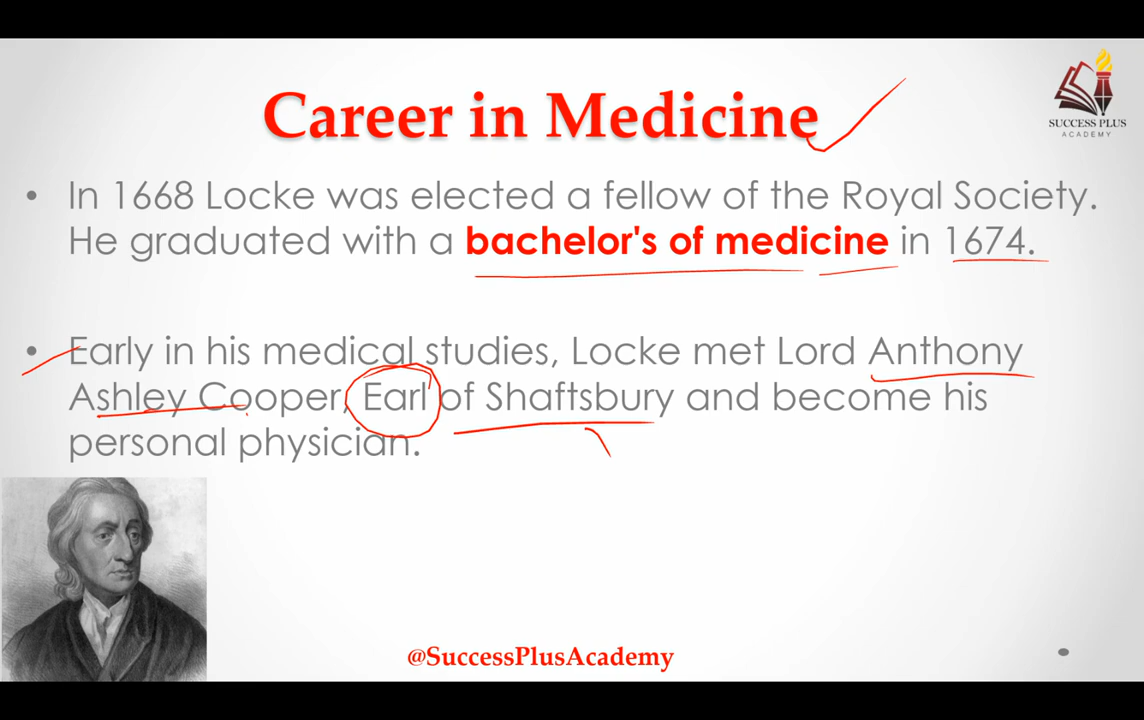 SUCCESS PLUS
ACADEMY
Career in Medicine
• In 1668 Locke was elected a fellow of the Royal Society.
He graduated with a bachelor's of medicine in 1674.
• Early in his medical studies, Locke met Lord Anthony
Ashley Cooper, Earl of Shaftsbury and become his
personal physician.
@SuccessPlusAcademy